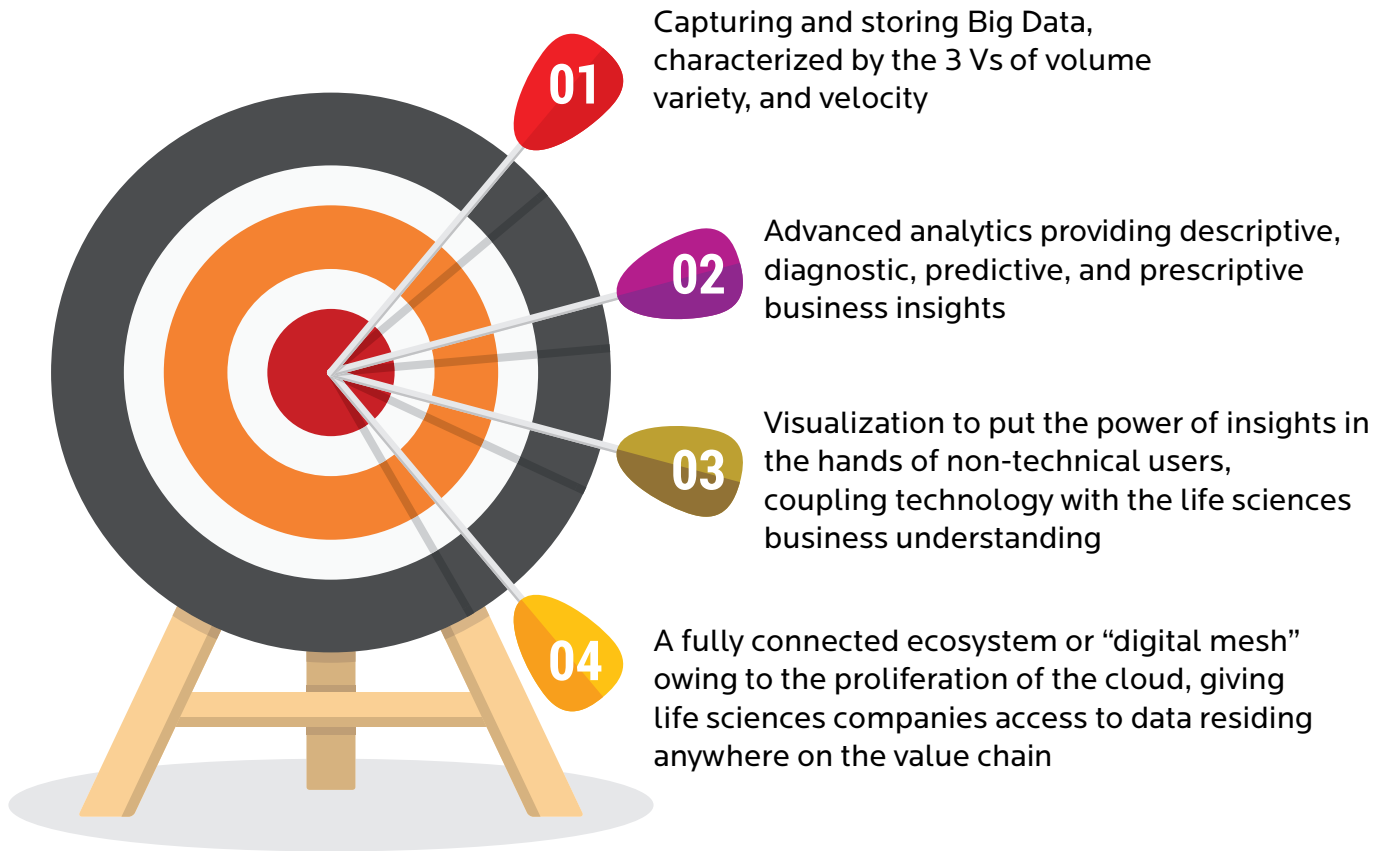 01
Capturing and storing Big Data,
characterized by the 3 Vs of volume
variety, and velocity
02
Advanced analytics providing descriptive,
diagnostic, predictive, and prescriptive
business insights
03
Visualization to put the power of insights in
the hands of non-technical users,
coupling technology with the life sciences
business understanding
04
A fully connected ecosystem or “digital mesh”
owing to the proliferation of the cloud, giving
life sciences companies access to data residing
anywhere on the value chain